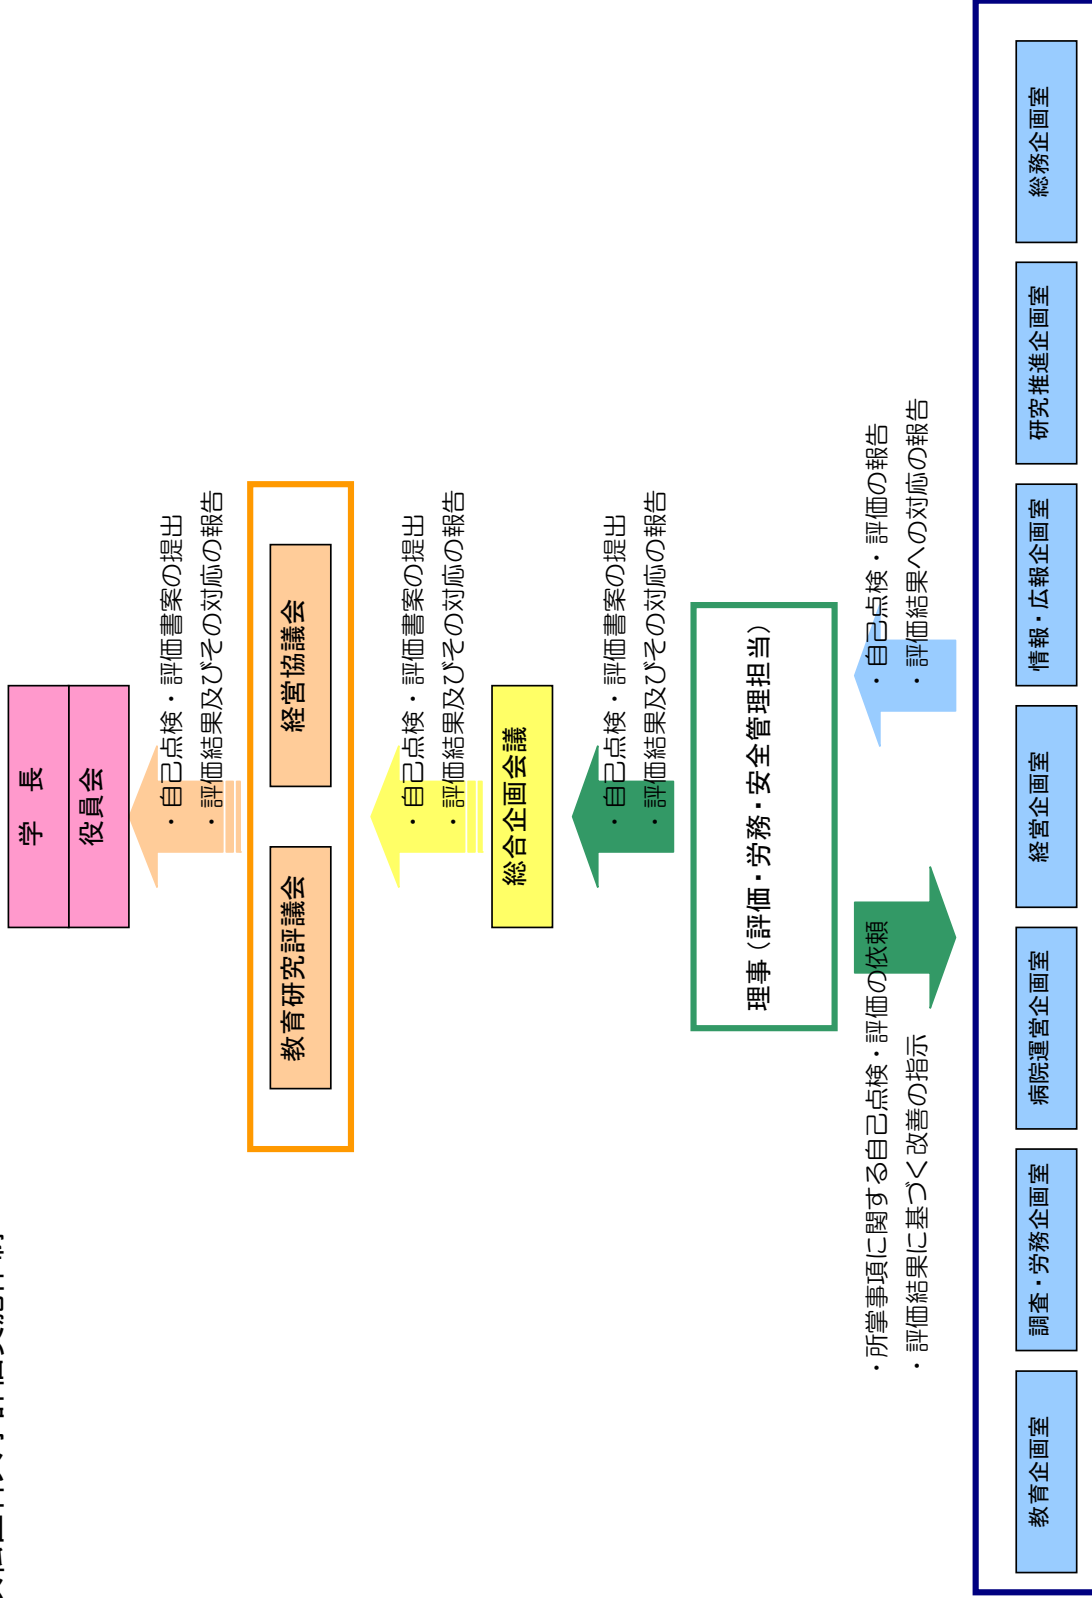 学　長
役員会
・自己点検・評価書案の提出
・評価結果及びその対応の報告
教育研究評議会
経営協議会
・自己点検・評価書案の提出
・評価結果及びその対応の報告
総合企画会議
・自己点検・評価書案の提出
・評価結果及びその対応の報告
理事（評価・労務・安全管理担当）
・所掌事項に関する自己点検・評価の依頼
・評価結果に基づく改善の指示
・自己点検・評価の報告
・評価結果への対応の報告
教育企画室
調査・労務企画室
病院運営企画室
経営企画室
情報・広報企画室
研究推進企画室
総務企画室